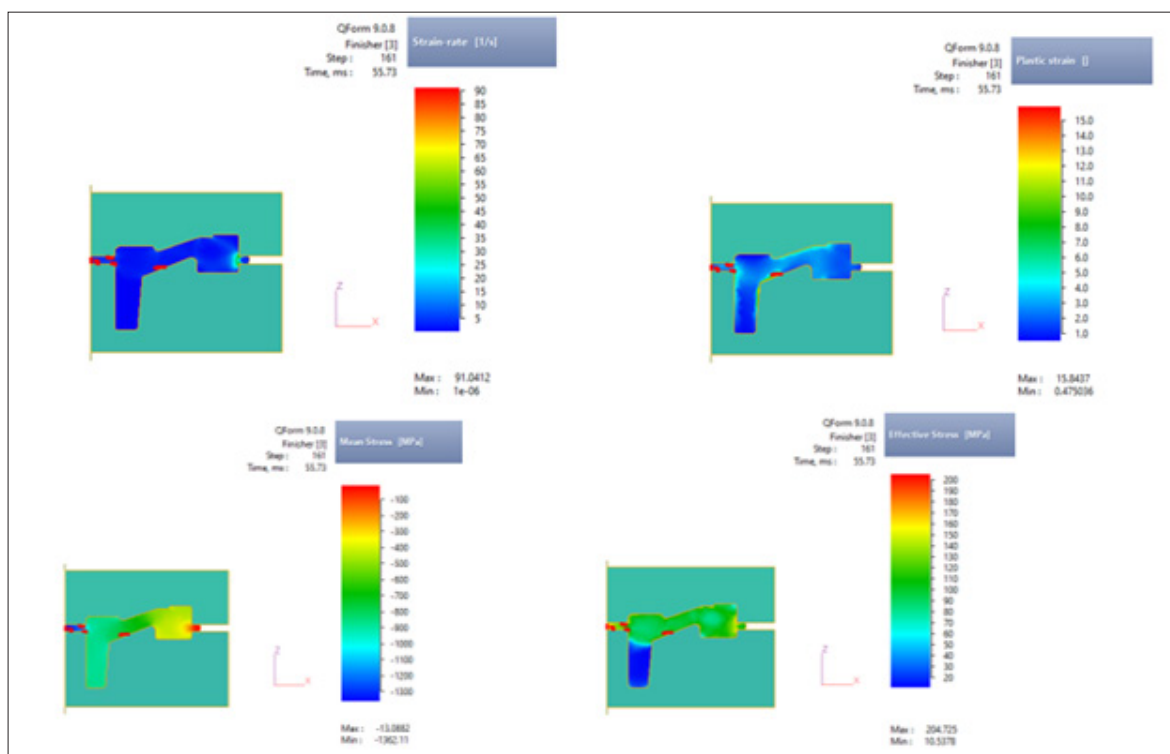 QForm 9.0.8
Finisher [3]
Step : 161
Time, ms : 55.73
Strain-rate [1/s]
90
85
80
75
70
65
60
55
50
45
40
35
30
25
20
15
10
5
Z
X
Max : 91.0412
Min : 1e-06
QForm 9.0.8
Finisher [3]
Step : 161
Time, ms : 55.73
Plastic strain []
15.0
14.0
13.0
12.0
11.0
10.0
9.0
8.0
7.0
6.0
5.0
4.0
3.0
2.0
1.0
Z
X
Max : 15.8437
Min : 0.475036
QForm 9.0.8
Finisher [3]
Step : 161
Time, ms : 55.73
Mean Stress [MPa]
-100
-200
-300
-400
-500
-600
-700
-800
-900
-1000
-1100
-1200
-1300
Z
X
Max : -13.0882
Min : -1362.11
QForm 9.0.8
Finisher [3]
Step : 161
Time, ms : 55.73
Effective Stress [MPa]
200
190
180
170
160
150
140
130
120
110
100
90
80
70
60
50
40
30
20
Z
X
Max : 204.725
Min : 10.5378